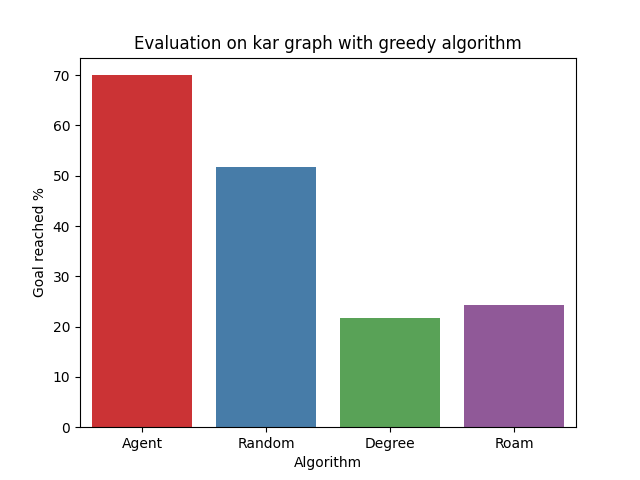 Evaluation on kar graph with greedy algorithm
70
60
50
40
30
20
10
0
Goal reached %
Agent Random Degree Roam
Algorithm